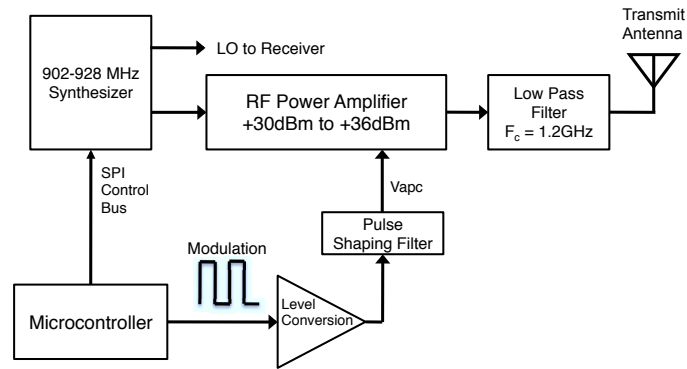 Transmit
Antenna
902-928 MHz
Synthesizer
LO to Receiver
RF Power Amplifier
+30dBm to +36dBm
Low Pass
Filter
Fc = 1.2GHz
SPI
Control
Bus
Vapc
Pulse
Shaping Filter
Modulation
Level
Conversion
Microcontroller